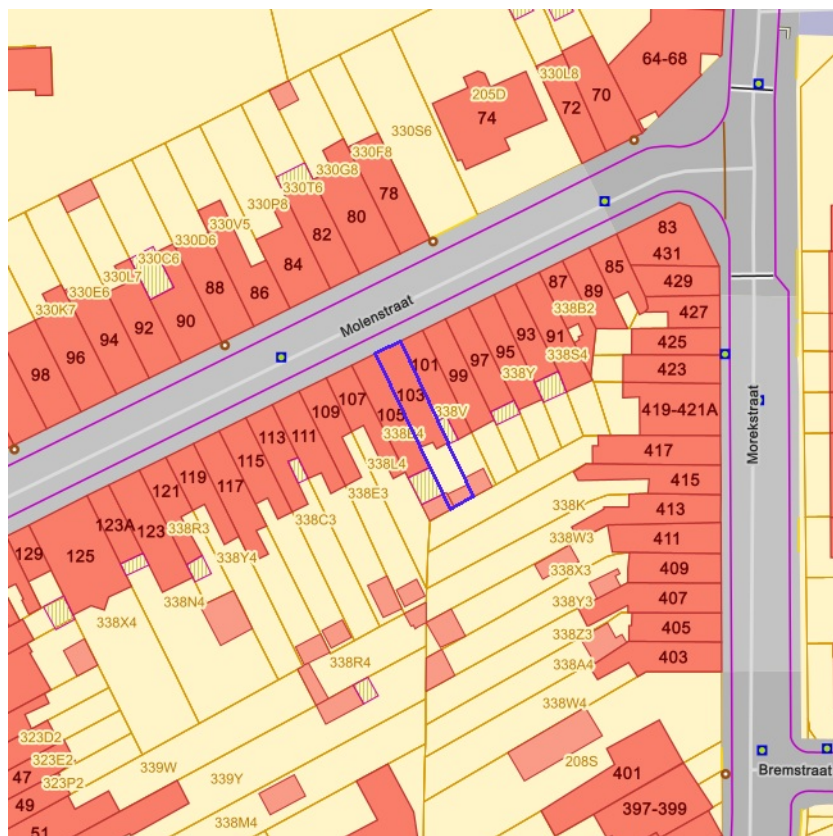 64-68
330L8
70
205D
72
74
330S6
330F8
330G8
330T6
78
330P8
80
330V5
82
83
330D6
84
431
330C6
85
330L7
88
86
87
429
330E6
89
330K7
92
90
338B2
427
94
Molenstraat
96
93
91
425
98
101
97
95
338S4
99
338Y
423
103
107
105
338V
109
419-421A
Morekstraat
113
111
338B4
115
417
119
338L4
121
117
415
123A
338E3
338K
123
338R3
338C3
413
129
125
338W3
411
338Y4
338X3
409
338N4
338Y3
407
338X4
338Z3
405
338R4
338A4
403
338W4
323D2
323E2
339W
208S
Bremstraat
47
323P2
339Y
401
49
338M4
397-399
51